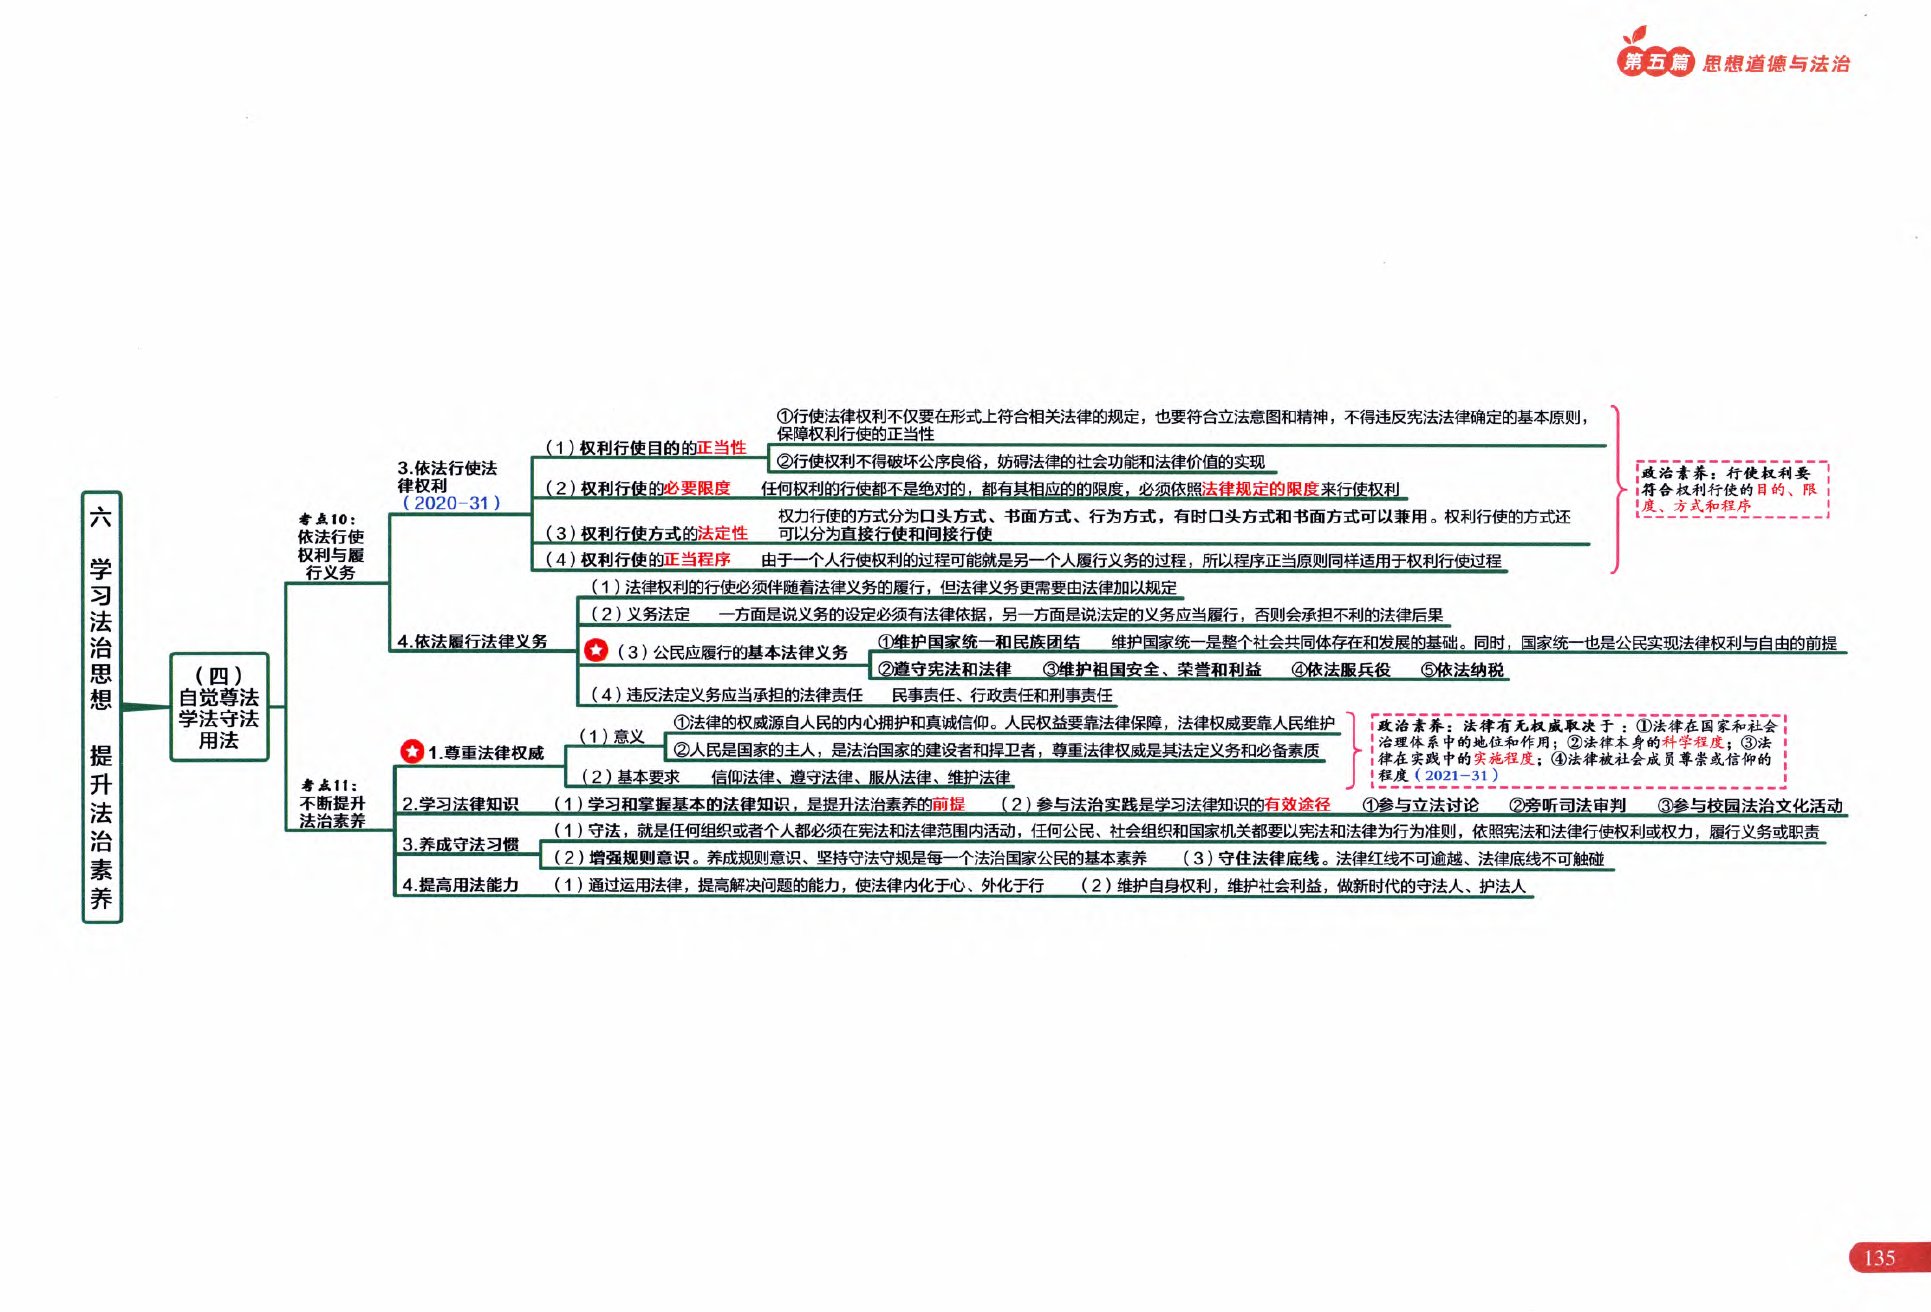 第五篇 思想道德与法治
六 学习法治思想 提升法治素养
（四）
自觉尊法
学法守法
用法
考点10：
依法行使
权利与履
行义务
3.依法行使法
律权利
（2020-31）
（1）权利行使目的的正当性
①行使法律权利不仅要在形式上符合相关法律的规定，也要符合立法意图和精神，不得违反宪法法律确定的基本原则，
保障权利行使的正当性
②行使权利不得破坏公序良俗，妨碍法律的社会功能和法律价值的实现
（2）权利行使的必要限度 任何权利的行使都不是绝对的，都有其相应的的限度，必须依照法律规定的限度来行使权利
（3）权利行使方式的法定性
权力行使的方式分为口头方式、书面方式、行为方式，有时口头方式和书面方式可以兼用。权利行使的方式还
可以分为直接行使和间接行使
（4）权利行使的正当程序 由于一个人行使权利的过程可能就是另一个人履行义务的过程，所以程序正当原则同样适用于权利行使过程
政治素养：行使权利要
符合权利行使的目的、限
度、方式和程序
4.依法履行法律义务
（1）法律权利的行使必须伴随着法律义务的履行，但法律义务更需要由法律加以规定
（2）义务法定 一方面是说义务的设定必须有法律依据，另一方面是说法定的义务应当履行，否则会承担不利的法律后果
（3）公民应履行的基本法律义务
①维护国家统一和民族团结 维护国家统一是整个社会共同体存在和发展的基础。同时，国家统一也是公民实现法律权利与自由的前提
②遵守宪法和法律 ③维护祖国安全、荣誉和利益 ④依法服兵役 ⑤依法纳税
（4）违反法定义务应当承担的法律责任 民事责任、行政责任和刑事责任
考点11：
不断提升
法治素养
1.尊重法律权威
（1）意义
①法律的权威源自人民的内心拥护和真诚信仰。人民权益要靠法律保障，法律权威要靠人民维护
②人民是国家的主人，是法治国家的建设者和捍卫者，尊重法律权威是其法定义务和必备素质
（2）基本要求 信仰法律、遵守法律、服从法律、维护法律
政治素养：法律有无权威取决于：①法律在国家和社会
治理体系中的地位和作用；②法律本身的科学程度；③法
律在实践中的实施程度；④法律被社会成员尊崇或信仰的
程度（2021-31）
2.学习法律知识 （1）学习和掌握基本的法律知识，是提升法治素养的前提 （2）参与法治实践是学习法律知识的有效途径 ①参与立法讨论 ②旁听司法审判 ③参与校园法治文化活动
3.养成守法习惯
（1）守法，就是任何组织或者个人都必须在宪法和法律范围内活动，任何公民、社会组织和国家机关都要以宪法和法律为行为准则，依照宪法和法律行使权利或权力，履行义务或职责
（2）增强规则意识。养成规则意识、坚持守法守规是每一个法治国家公民的基本素养 （3）守住法律底线。法律红线不可逾越、法律底线不可触碰
4.提高用法能力 （1）通过运用法律，提高解决问题的能力，使法律内化于心、外化于行 （2）维护自身权利，维护社会利益，做新时代的守法人、护法人
135